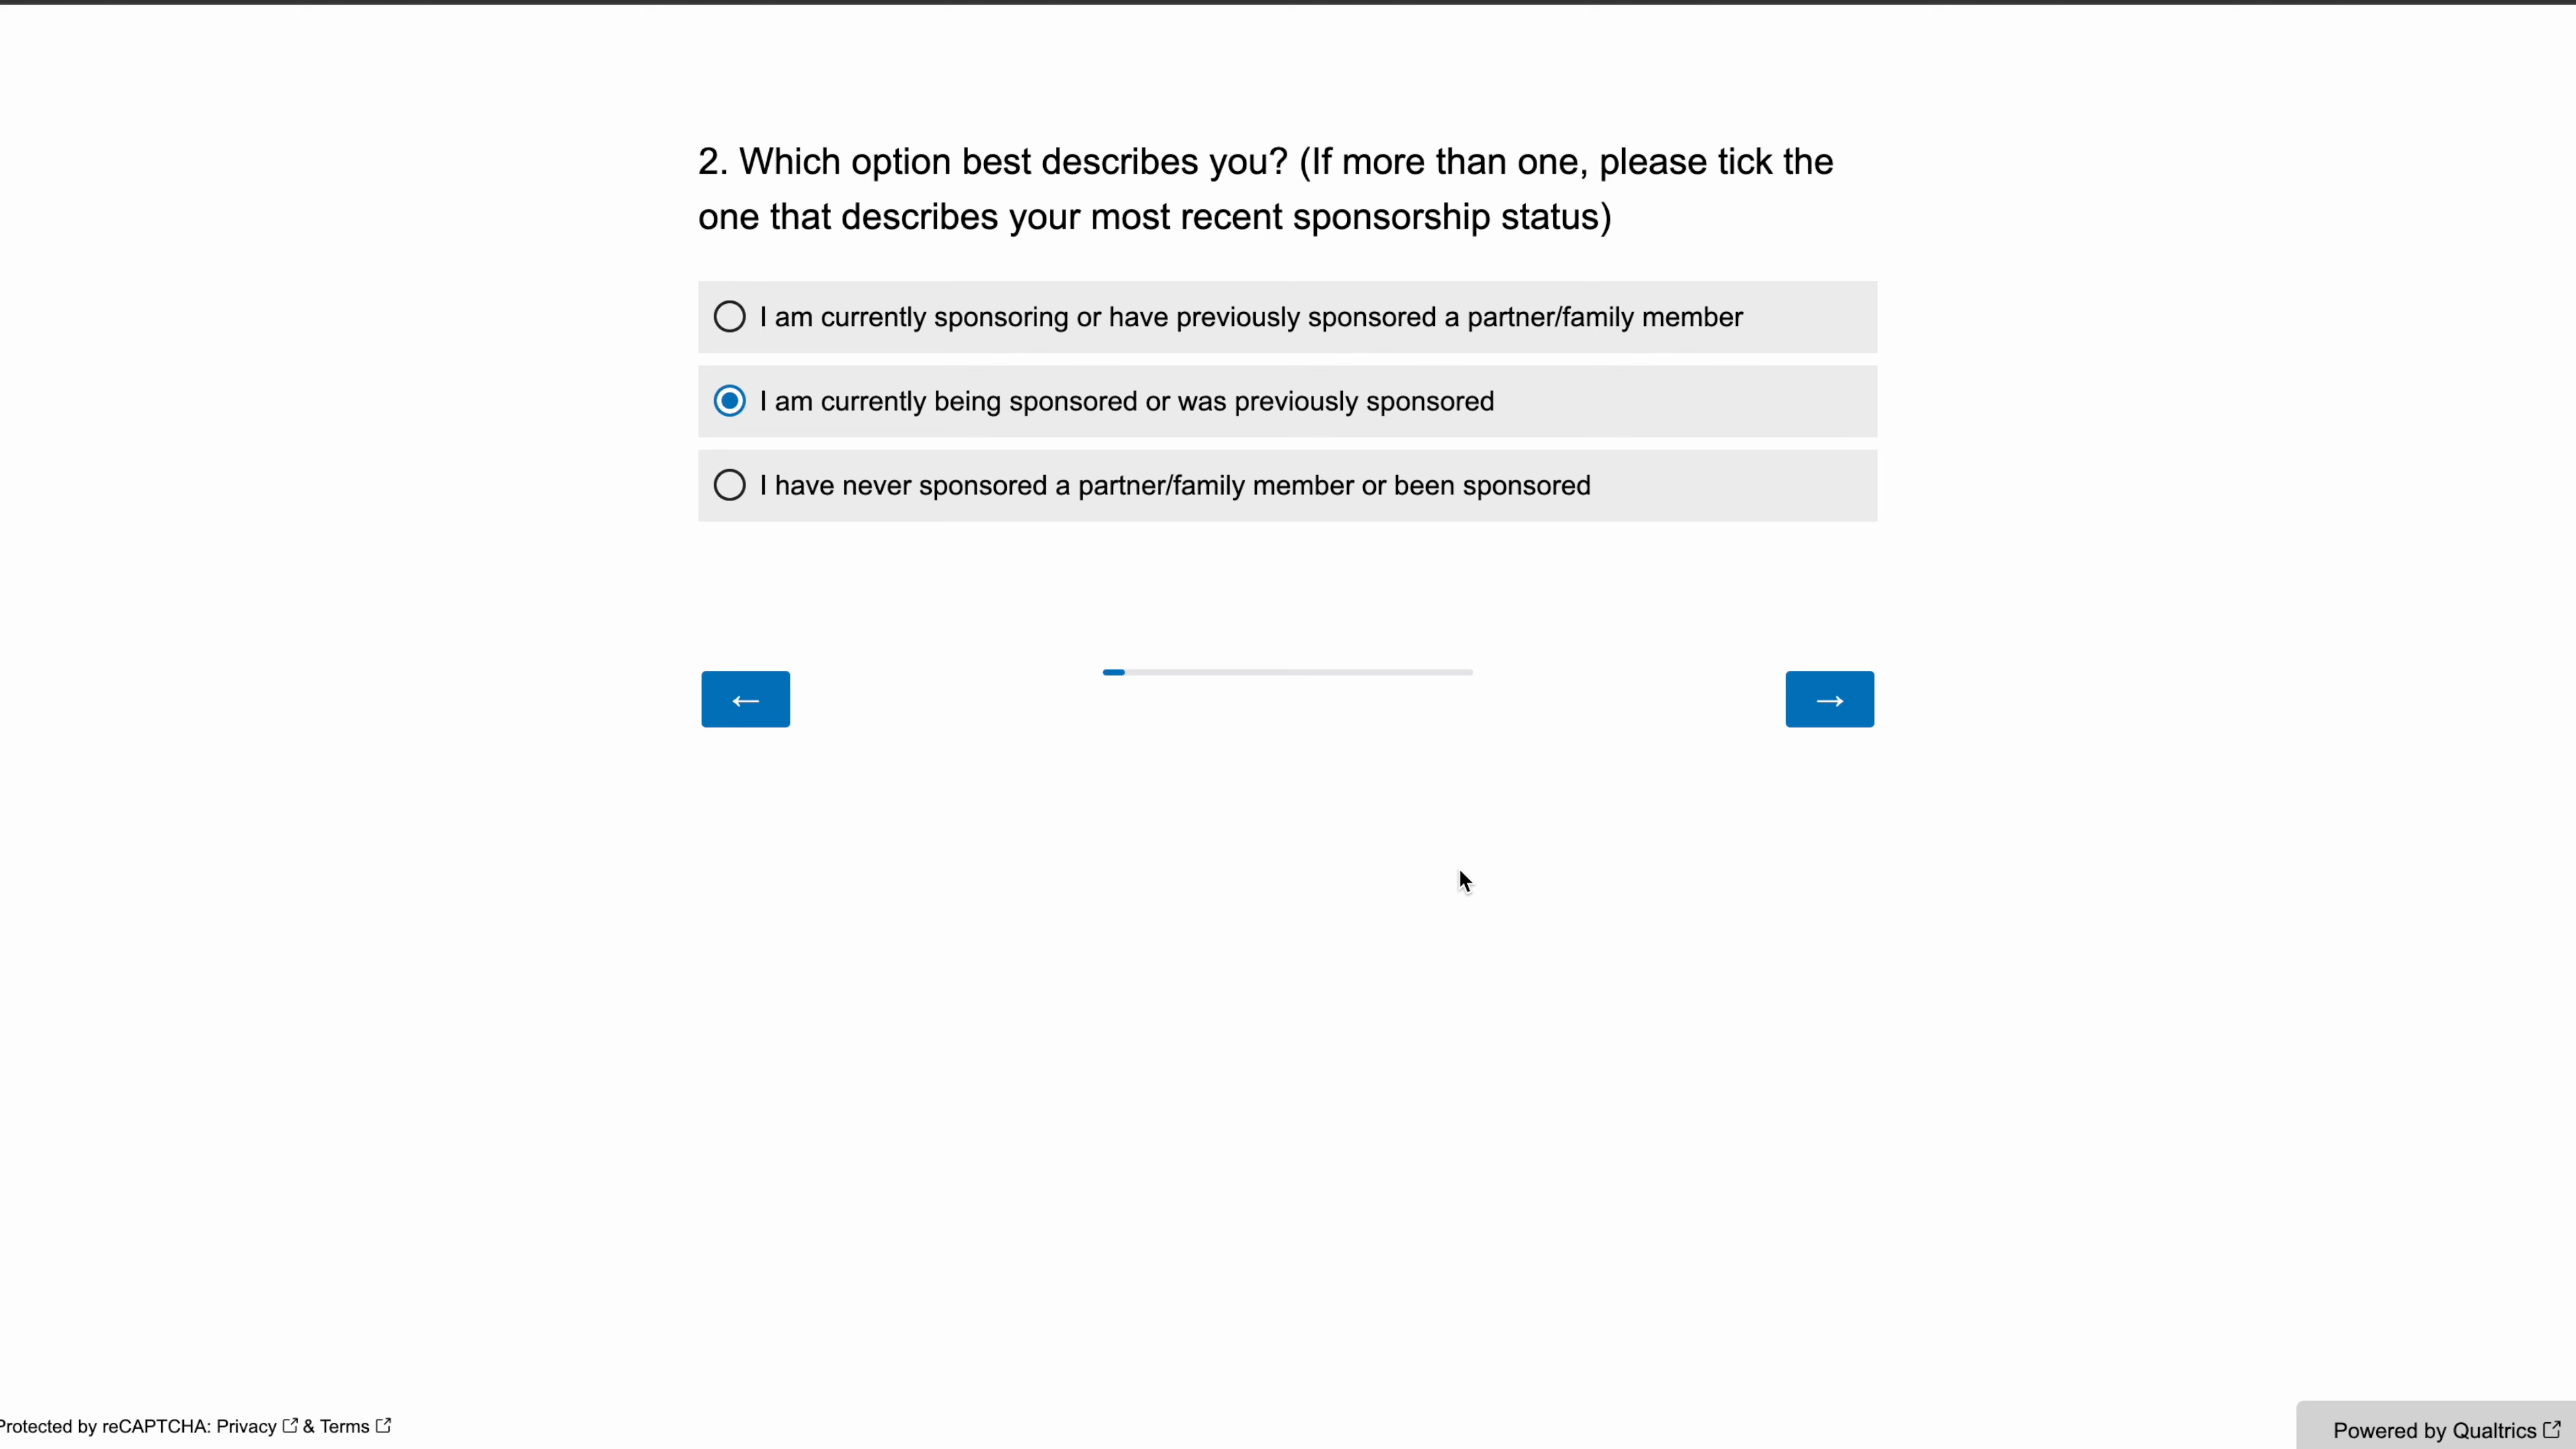 2. Which option best describes you? (If more than one, please tick the
one that describes your most recent sponsorship status)
I am currently sponsoring or have previously sponsored a partner/family member
I am currently being sponsored or was previously sponsored
I have never sponsored a partner/family member or been sponsored
←
→
Protected by reCAPTCHA: Privacy & Terms
Powered by Qualtrics